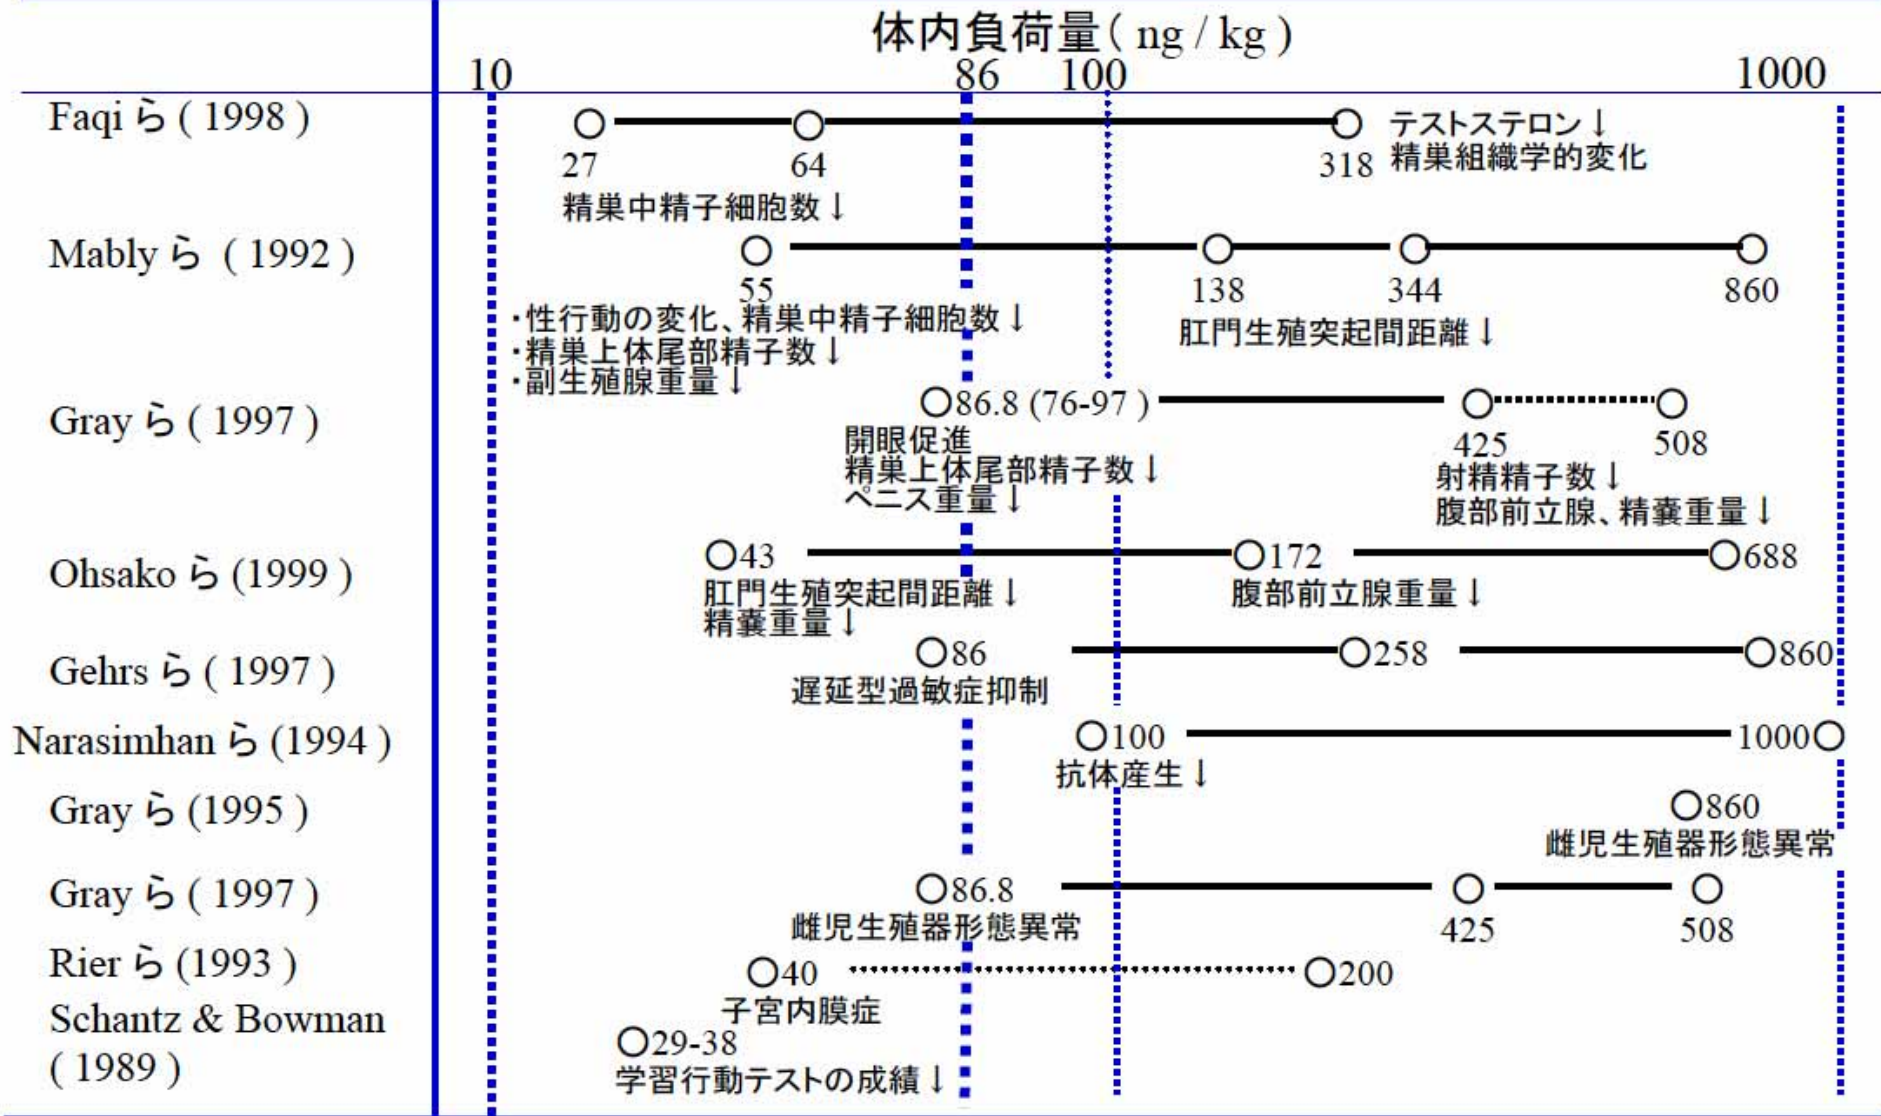 体内負荷量( ng / kg )
10 86 100 1000
Faqi ら ( 1998 )
テストステロン↓
27 64 318 精巣組織学的変化
精巣中精子細胞数↓
Mably ら ( 1992 )
55 138 344 860
・性行動の変化、精巣中精子細胞数↓
肛門生殖突起間距離↓
・精巣上体尾部精子数↓
・副生殖腺重量↓
Gray ら ( 1997 )
86.8 (76-97 )
425 508
開眼促進
精巣上体尾部精子数↓
ペニス重量↓
射精精子数↓
腹部前立腺、精嚢重量↓
Ohsako ら (1999 )
43 172 688
肛門生殖突起間距離↓
精嚢重量↓
腹部前立腺重量↓
Gehrs ら ( 1997 )
86 258 860
遅延型過敏症抑制
Narasimhan ら (1994 )
100 1000
抗体産生↓
Gray ら (1995 )
860
雌児生殖器形態異常
Gray ら ( 1997 )
86.8
雌児生殖器形態異常
425 508
Rier ら (1993 )
40 200
子宮内膜症
Schantz & Bowman
( 1989 )
29-38
学習行動テストの成績↓